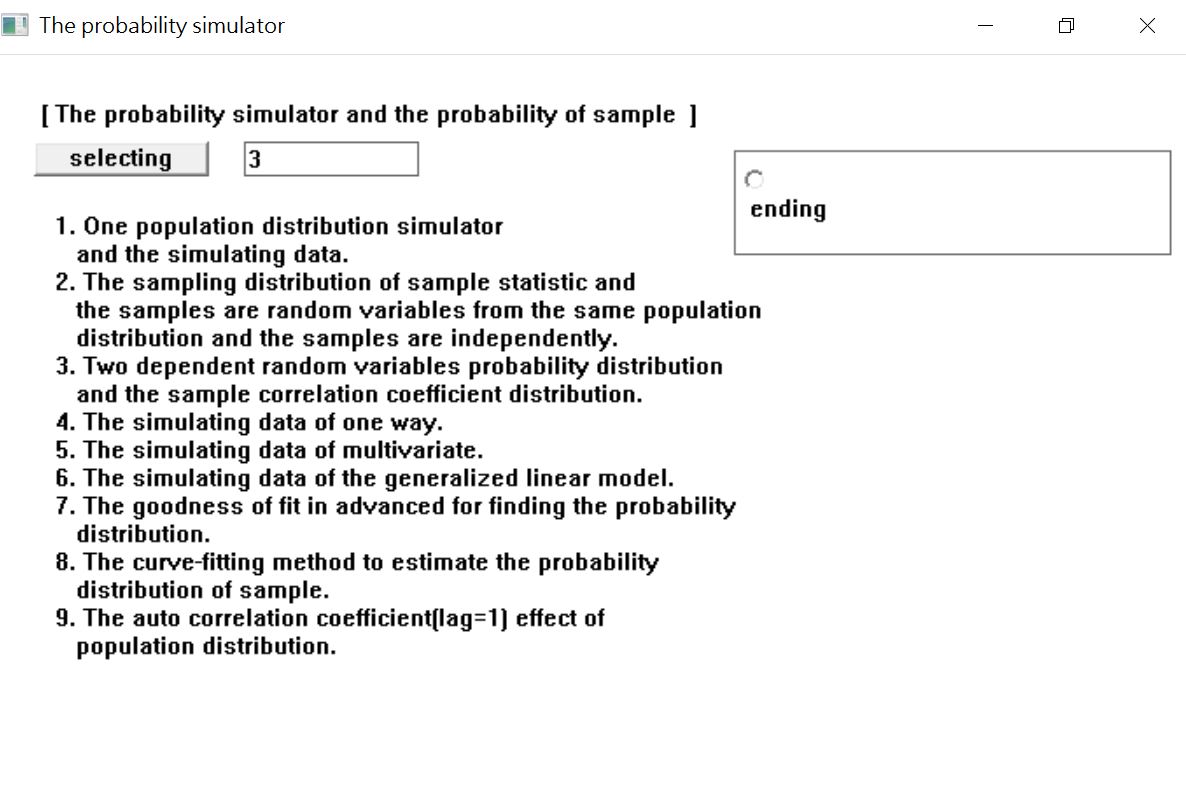 The probability simulator
[ The probability simulator and the probability of sample ]
selecting
3
ending
1. One population distribution simulator
and the simulating data.
2. The sampling distribution of sample statistic and
the samples are random variables from the same population
distribution and the samples are independently.
3. Two dependent random variables probability distribution
and the sample correlation coefficient distribution.
4. The simulating data of one way.
5. The simulating data of multivariate.
6. The simulating data of the generalized linear model.
7. The goodness of fit in advanced for finding the probability
distribution.
8. The curve-fitting method to estimate the probability
distribution of sample.
9. The auto correlation coefficient(lag=1) effect of
population distribution.